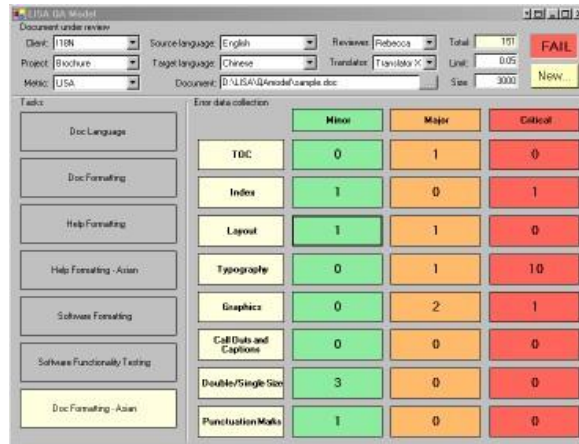 LISA QA Model
Document under review
Client: I18N Source language: English Reviewer: Rebecca Total: 151 FAIL
Project: Brochure Target language: Chinese Translator: Translator X Limit: 0.05
Metric: LISA Document: D:\LISA\QAmodel\sample.doc ... Size: 3000 New...
Tasks Error data collection
Minor Major Critical
Doc Language
TOC 0 1 0
Doc Formatting
Index 1 0 1
Help Formatting
Layout 1 1 0
Help Formatting - Asian
Typography 0 1 10
Software Formatting
Graphics 0 2 1
Call Outs and
Captions 0 0 0
Software Functionality Testing
Double/Single Size 3 0 0
Doc Formatting - Asian
Punctuation Marks 1 0 0